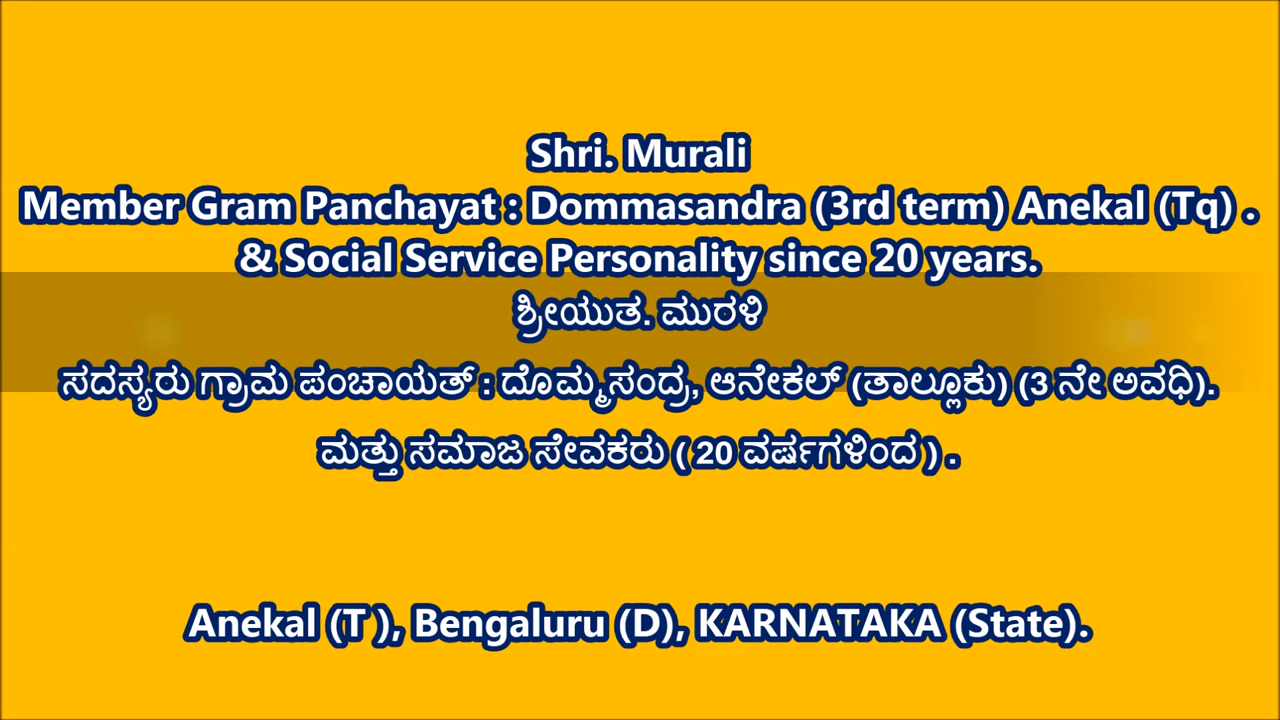 Shri. Murali
Member Gram Panchayat : Dommasandra (3rd term) Anekal (Tq) .
& Social Service Personality since 20 years.
ಶ್ರೀಯುತ. ಮುರಳಿ
ಸದಸ್ಯರು ಗ್ರಾಮ ಪಂಚಾಯತ್ : ದೊಮ್ಮಸಂದ್ರ, ಆನೇಕಲ್ (ತಾಲ್ಲೂಕು) (3 ನೇ ಅವಧಿ).
ಮತ್ತು ಸಮಾಜ ಸೇವಕರು ( 20 ವರ್ಷಗಳಿಂದ ) .
Anekal (T ), Bengaluru (D), KARNATAKA (State).